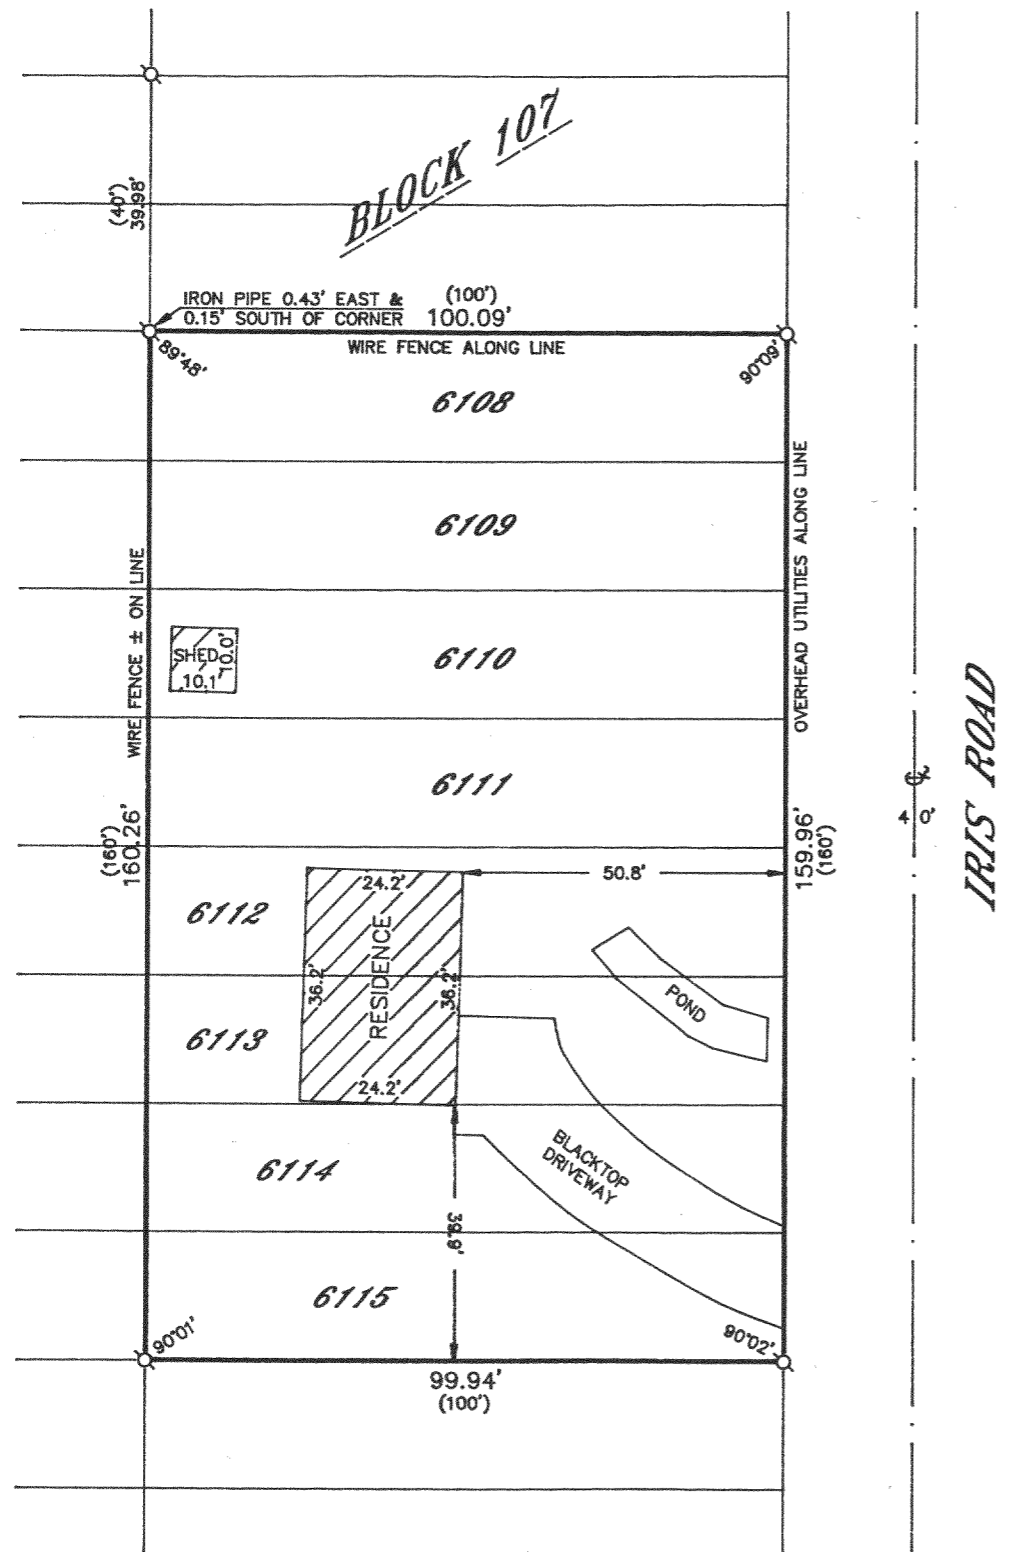 BLOCK 107
(40')
39.98'
IRON PIPE 0.43' EAST &
0.15' SOUTH OF CORNER
(100')
100.09'
WIRE FENCE ALONG LINE
89°48'
90°09'
6108
6109
WIRE FENCE ± ON LINE
OVERHEAD UTILITIES ALONG LINE
SHED
10.0'
10.1'
6110
6111
(160')
160.26'
159.96'
(160')
℄
40'
IRIS ROAD
50.8'
24.2'
6112
RESIDENCE
36.2'
36.2'
POND
6113
24.2'
6114
BLACKTOP
DRIVEWAY
39.9'
6115
90°01'
90°02'
99.94'
(100')